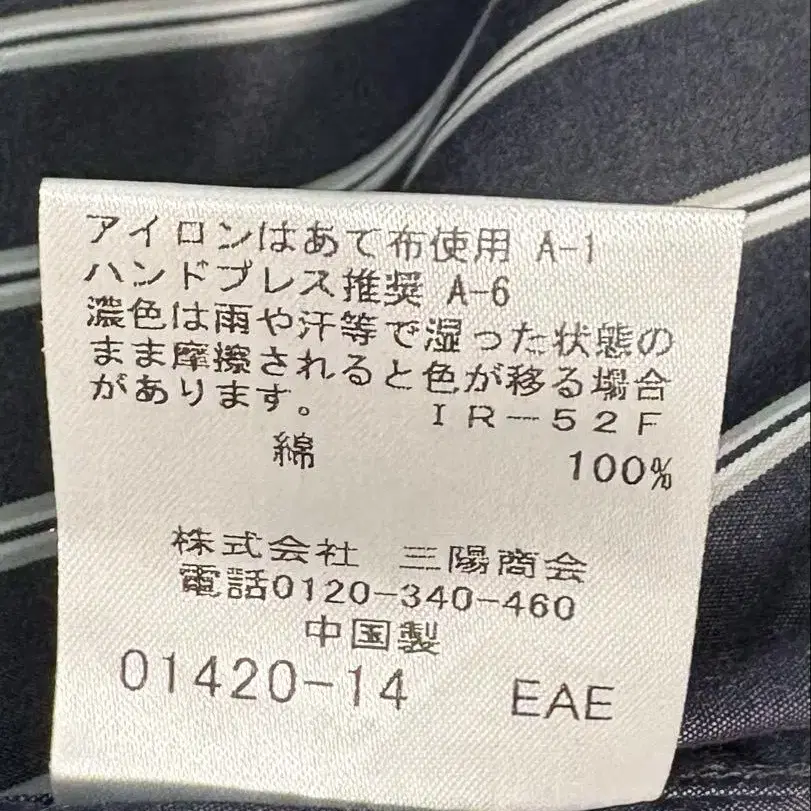 アイロンはあて布使用 A-1
ハンドプレス推奨 A-6
濃色は雨や汗等で湿った状態の
まま摩擦されると色が移る場合
があります。 IR-52F
綿 100%
株式会社 三陽商会
電話0120-340-460
中国製
01420-14 EAE